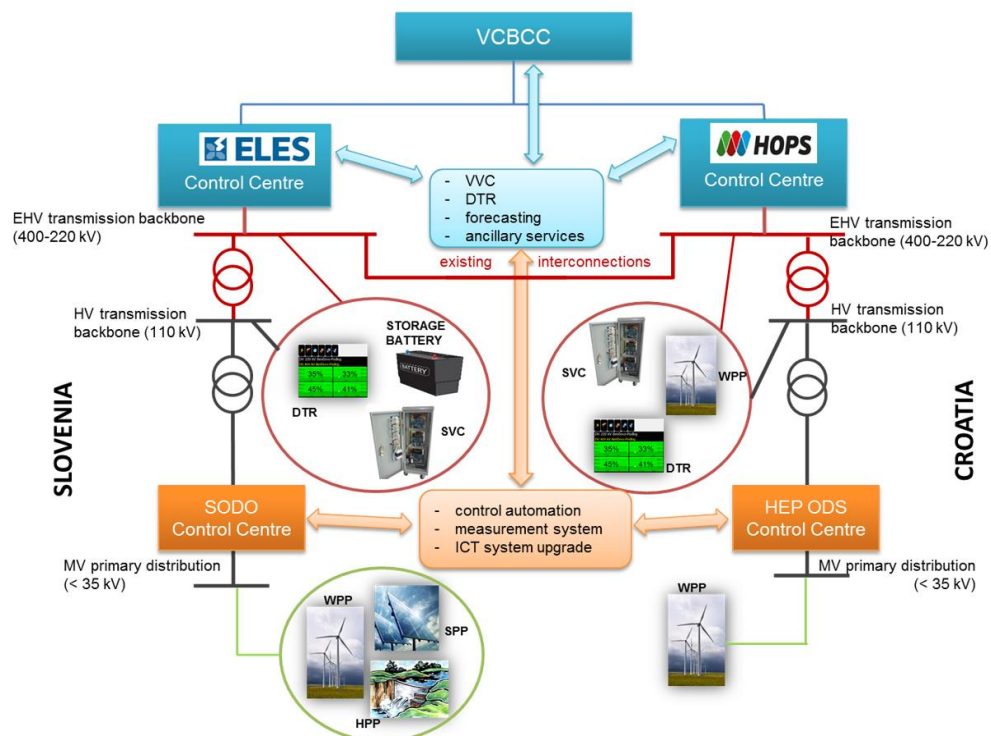 VCBCC
ELES
Control Centre
HOPS
Control Centre
- VVC
- DTR
- forecasting
- ancillary services
EHV transmission backbone
(400-220 kV)
EHV transmission
backbone (400-220 kV)
existing interconnections
HV transmission
backbone (110 kV)
HV transmission
backbone (110 kV)
STORAGE
BATTERY
BATTERY
35% 33%
45% 41%
DTR
SVC
SVC
WPP
35% 33%
45% 41%
DTR
SLOVENIA
CROATIA
SODO
Control Centre
- control automation
- measurement system
- ICT system upgrade
HEP ODS
Control Centre
MV primary distribution
(< 35 kV)
MV primary distribution
(< 35 kV)
WPP
SPP
HPP
WPP